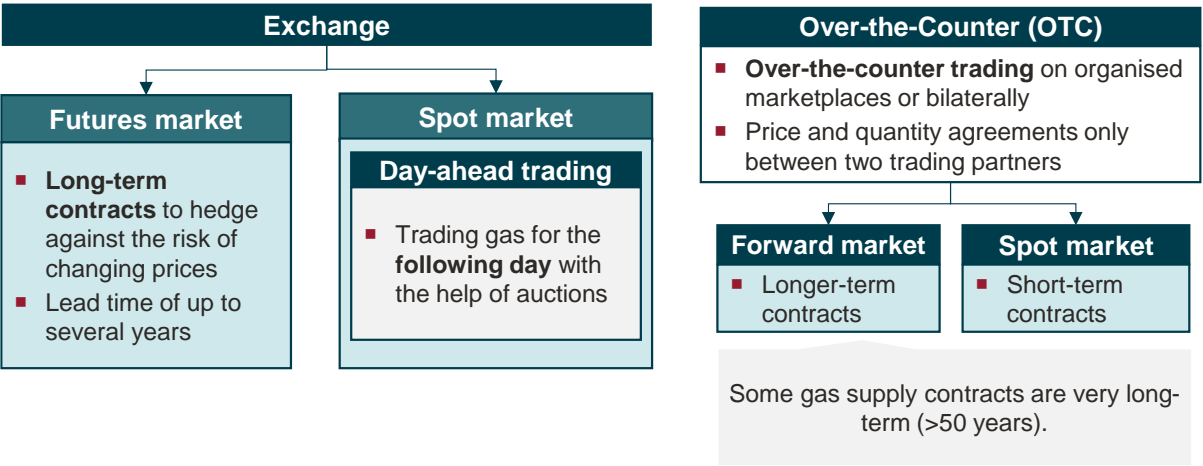 Exchange
Futures market
■ Long-term
contracts to hedge
against the risk of
changing prices
■ Lead time of up to
several years
Spot market
Day-ahead trading
■ Trading gas for the
following day with
the help of auctions
Over-the-Counter (OTC)
■ Over-the-counter trading on organised
marketplaces or bilaterally
■ Price and quantity agreements only
between two trading partners
Forward market
■ Longer-term
contracts
Spot market
■ Short-term
contracts
Some gas supply contracts are very long-
term (>50 years).